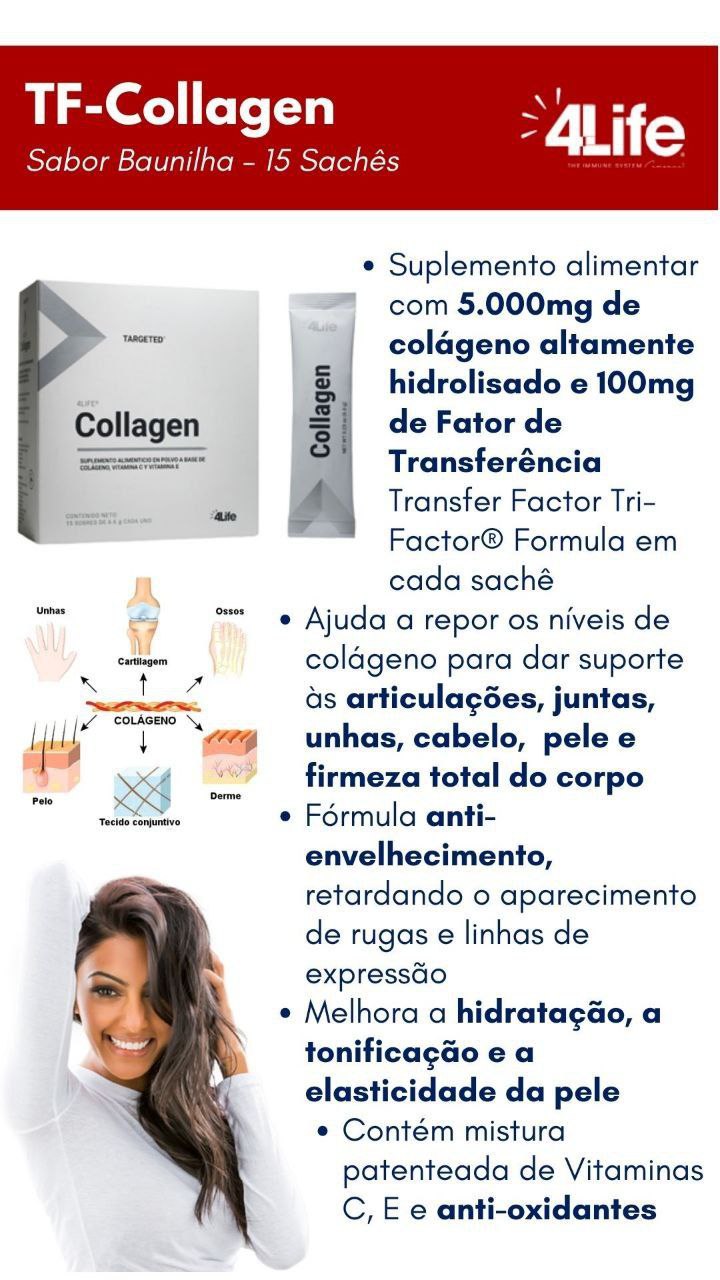 TF-Collagen
Sabor Baunilha – 15 Sachês
4Life
THE IMMUNE SYSTEM
TARGETED
4LIFE®
Collagen
SUPLEMENTO ALIMENTICIO EN POLVO A BASE DE
COLÁGENO, VITAMINA C Y VITAMINA E
CONTENIDO NETO
15 SOBRES DE 6.6 g CADA UNO
4Life
4Life
Collagen
• Suplemento alimentar
com 5.000mg de
colágeno altamente
hidrolisado e 100mg
de Fator de
Transferência
Transfer Factor Tri-
Factor® Formula em
cada sachê
Unhas
Cartilagem
Ossos
COLÁGENO
Pelo
Tecido conjuntivo
Derme
• Ajuda a repor os níveis de
colágeno para dar suporte
às articulações, juntas,
unhas, cabelo, pele e
firmeza total do corpo
• Fórmula anti-
envelhecimento,
retardando o aparecimento
de rugas e linhas de
expressão
• Melhora a hidratação, a
tonificação e a
elasticidade da pele
• Contém mistura
patenteada de Vitaminas
C, E e anti-oxidantes